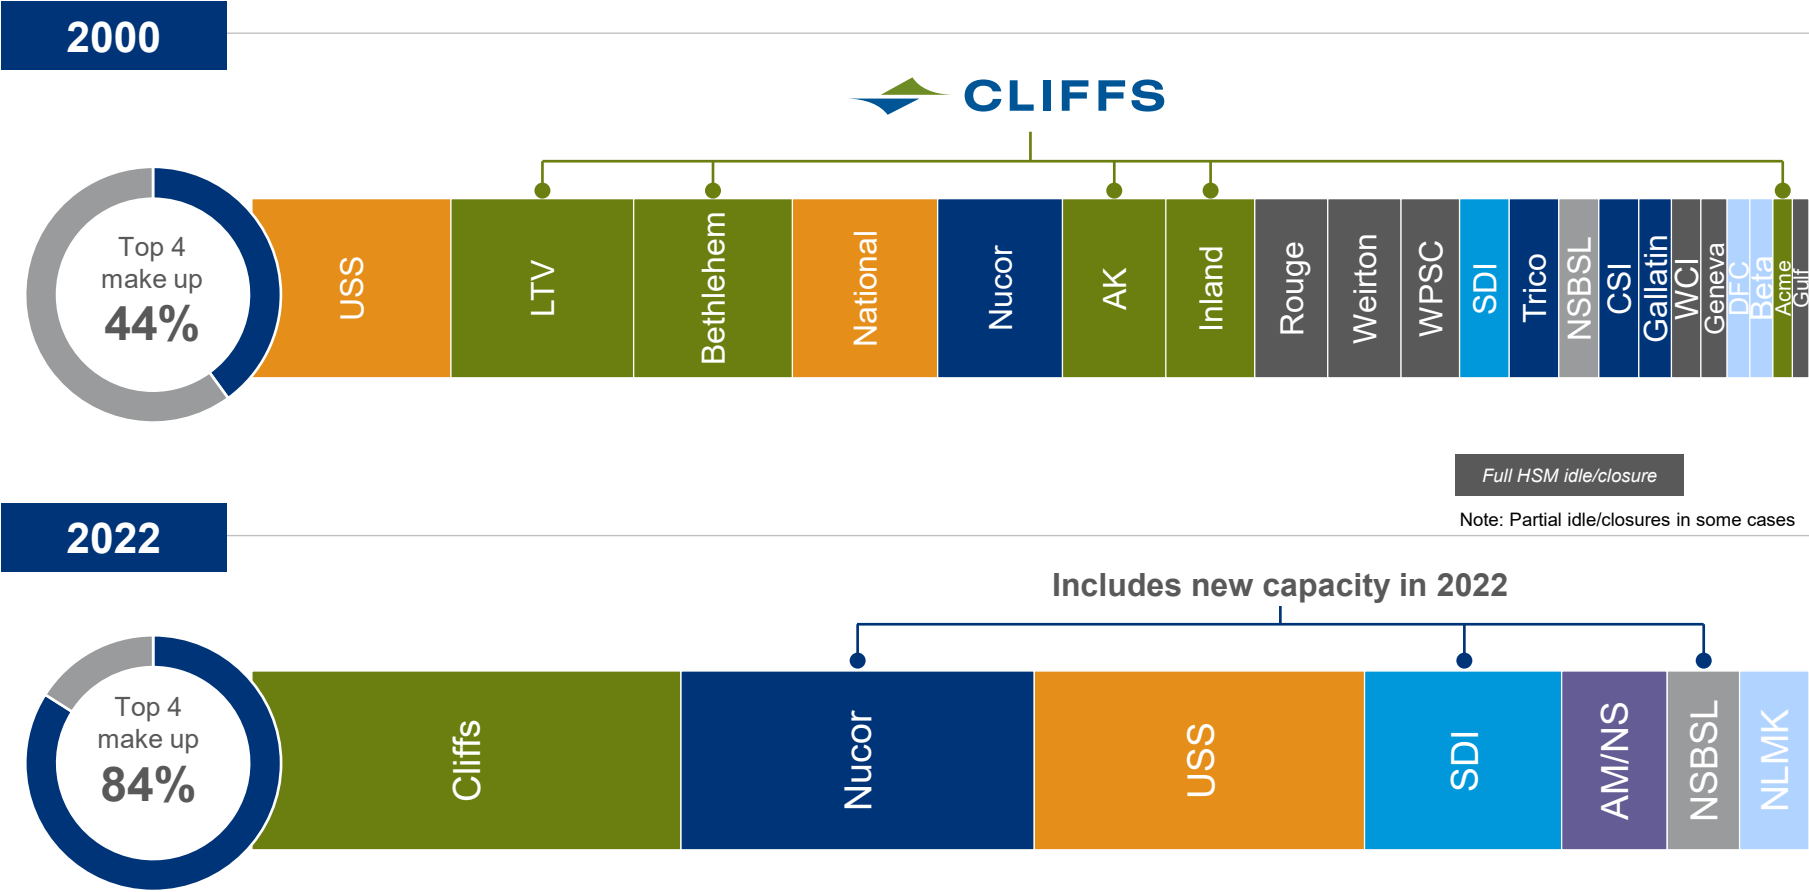 2000
CLIFFS
Top 4
make up
44%
USS
LTV
Bethlehem
National
Nucor
AK
Inland
Rouge
Weirton
WPSC
SDI
Trico
NSBSL
CSI
Gallatin
WCI
Geneva
DFC
Beta
Acme
Gulf
Full HSM idle/closure
Note: Partial idle/closures in some cases
2022
Includes new capacity in 2022
Top 4
make up
84%
Cliffs
Nucor
USS
SDI
AM/NS
NSBSL
NLMK